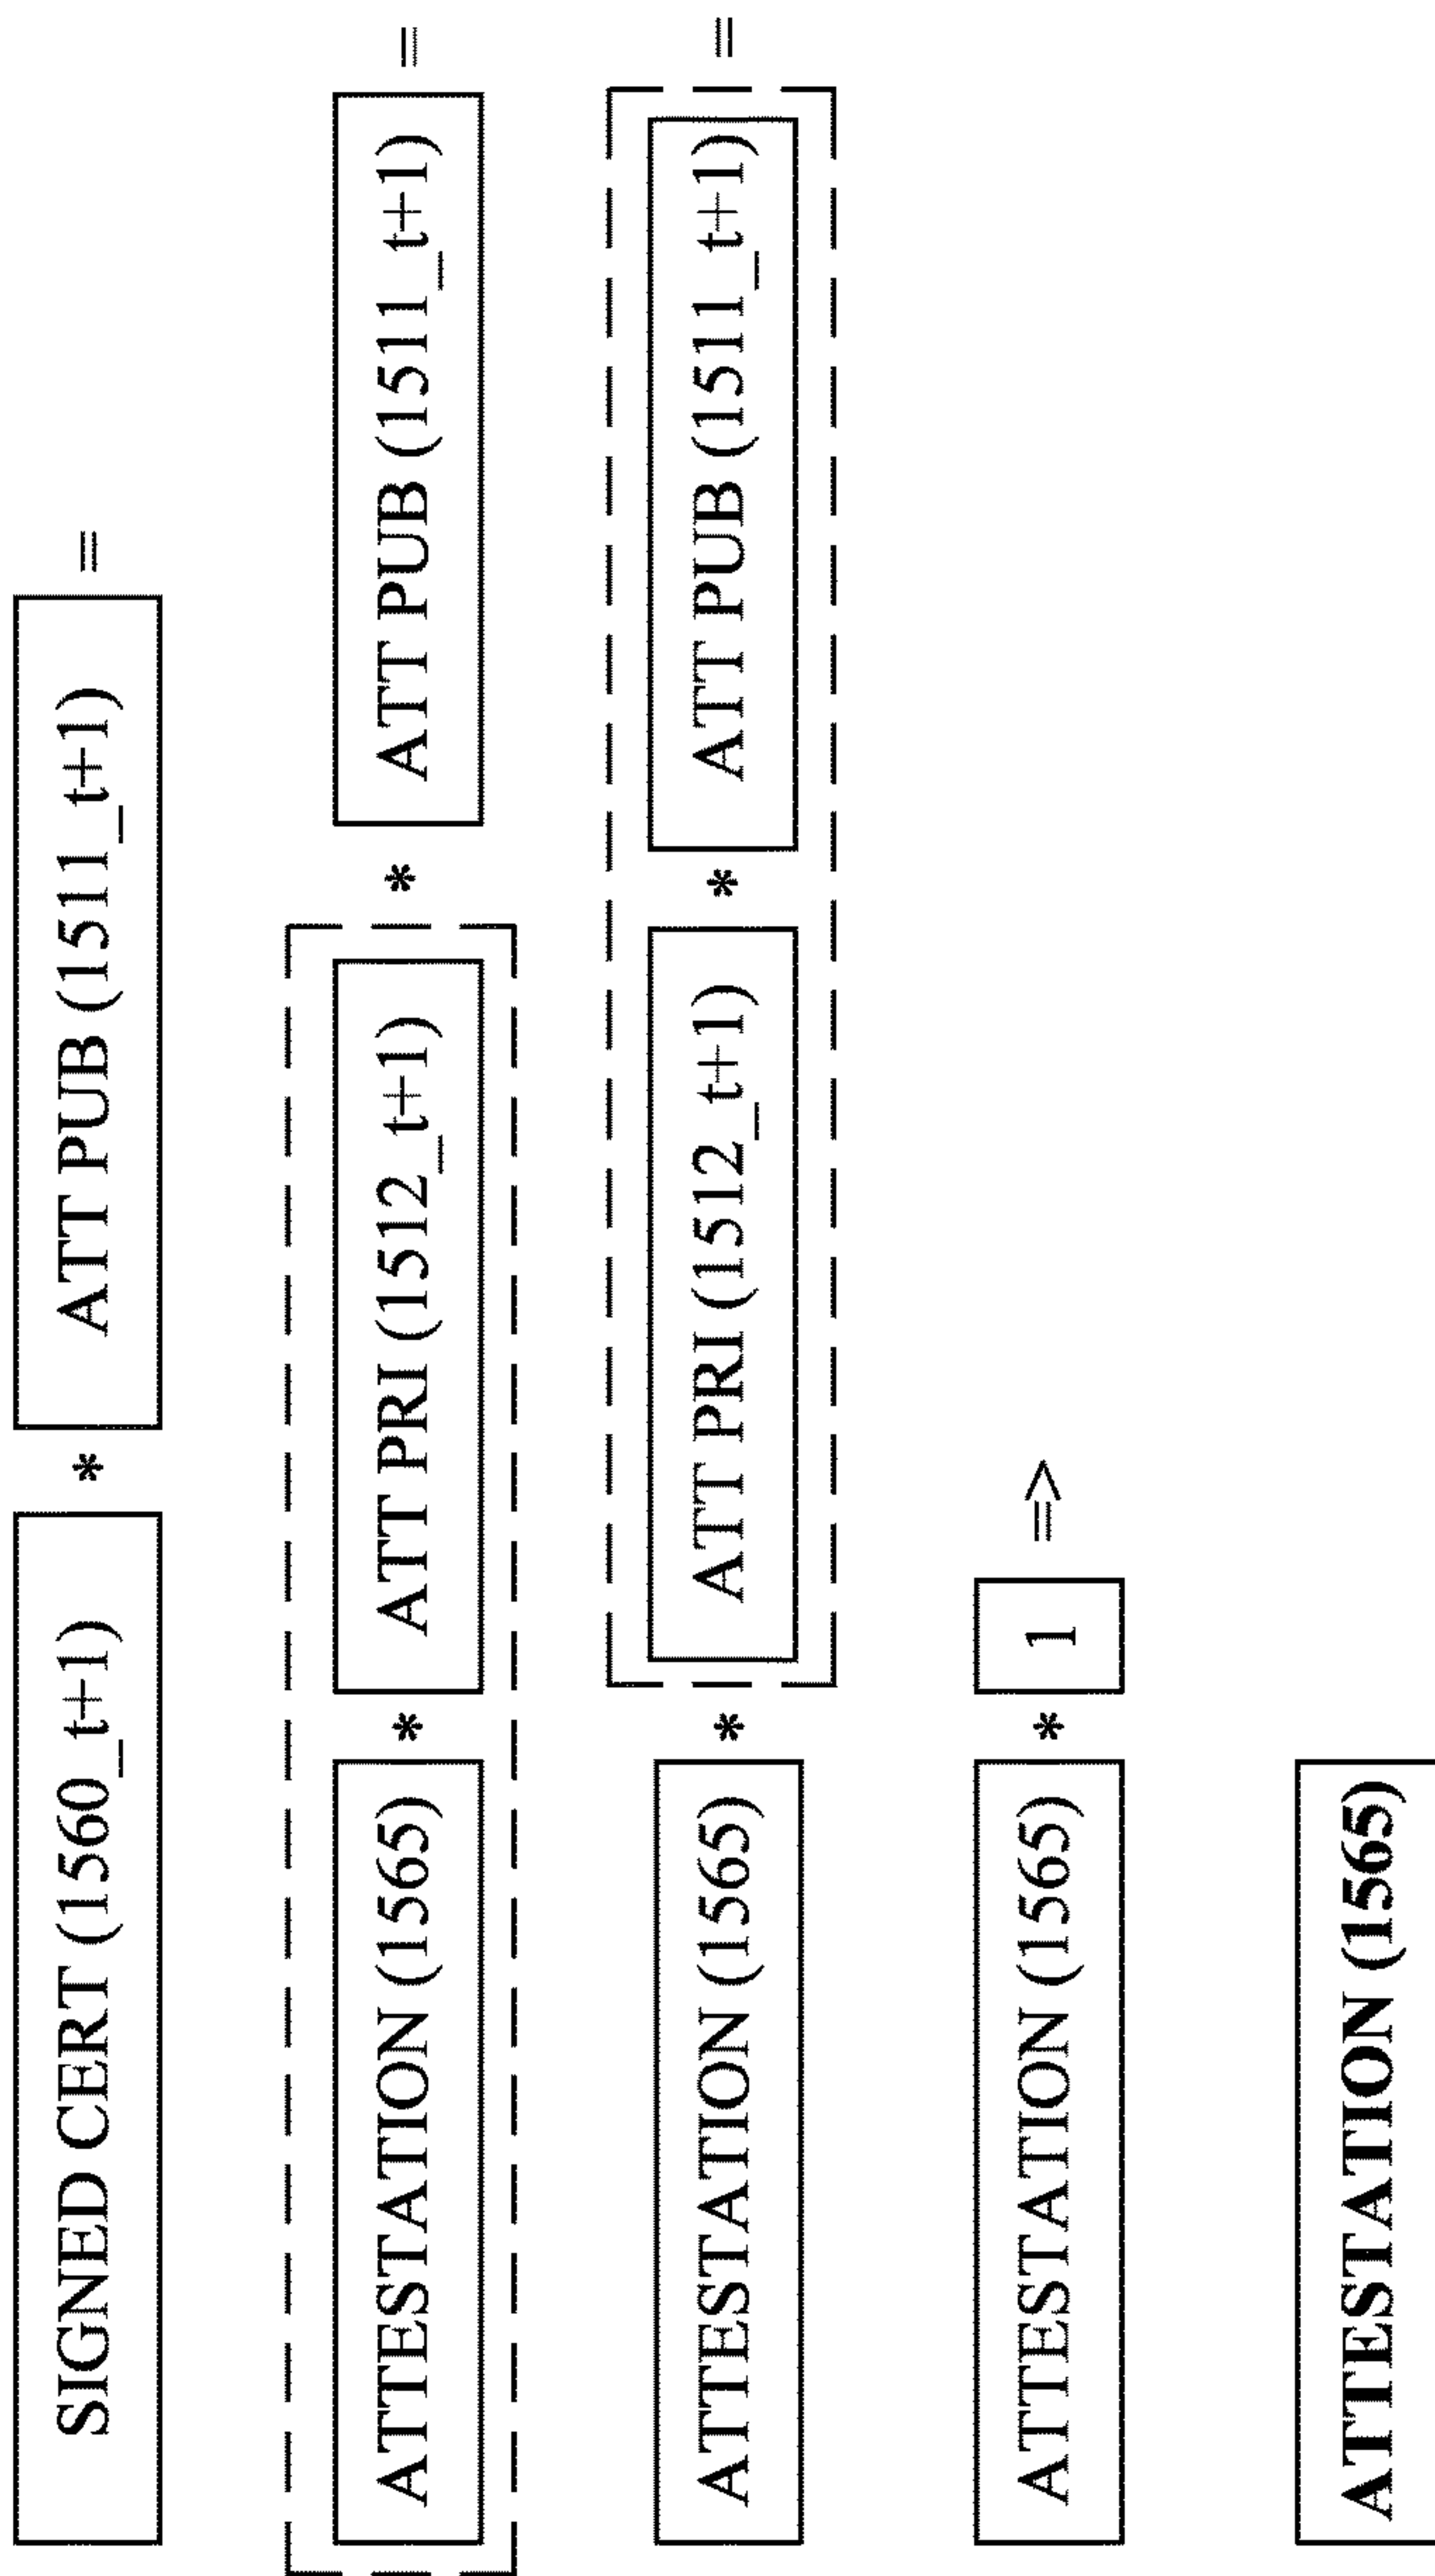 SIGNED CERT (1560_t+1) * ATT PUB (1511_t+1) =
ATTESTATION (1565) * ATT PRI (1512_t+1) * ATT PUB (1511_t+1) =
ATTESTATION (1565) * ATT PRI (1512_t+1) * ATT PUB (1511_t+1) =
ATTESTATION (1565) * 1 =>
ATTESTATION (1565)